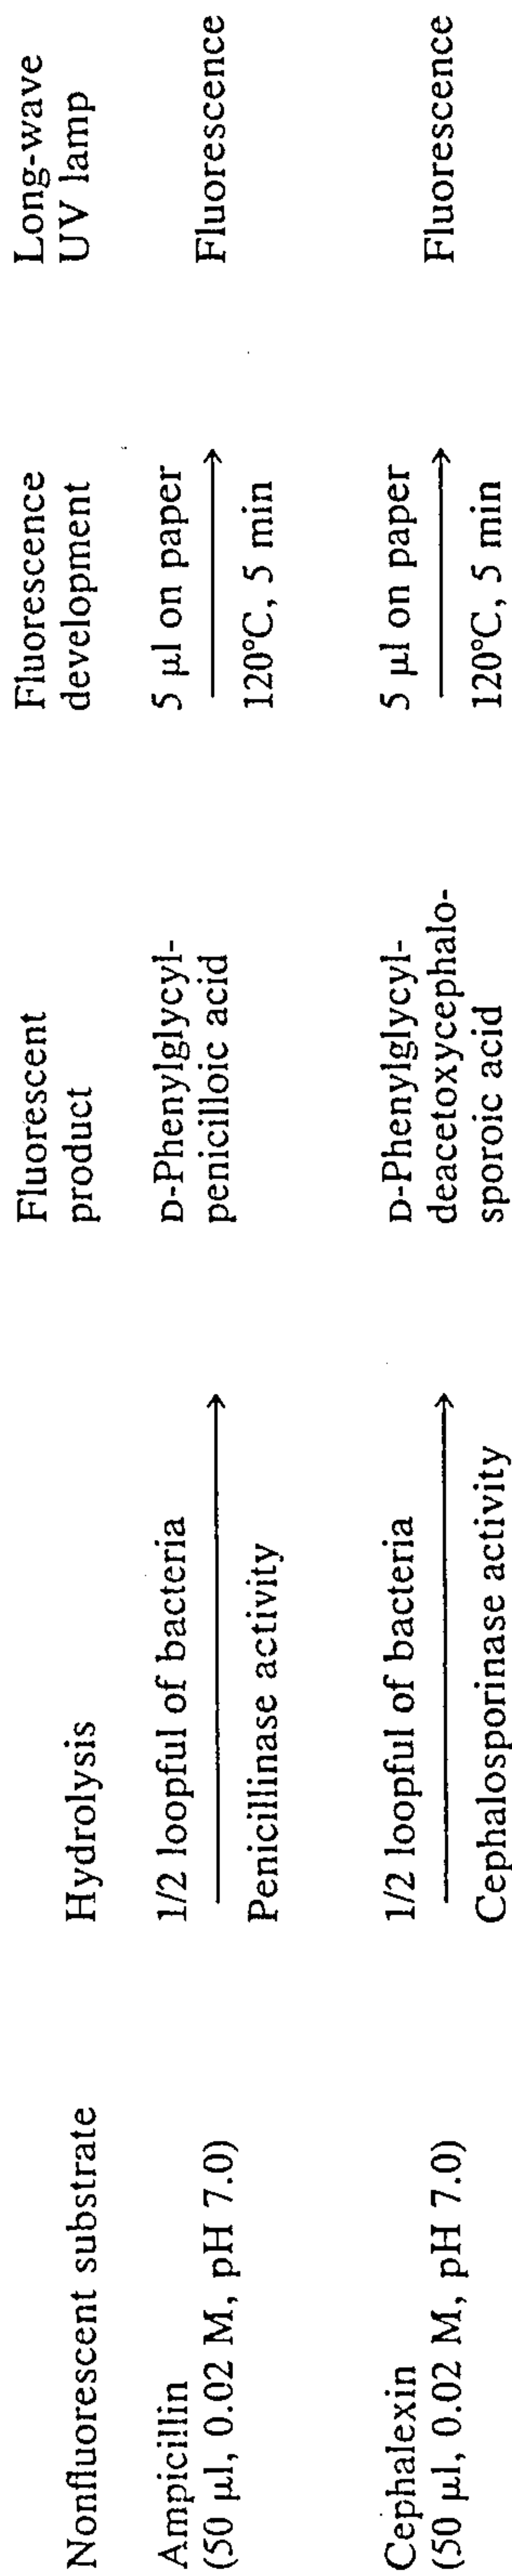 Nonfluorescent substrate
Hydrolysis
Fluorescent
product
Fluorescence
development
Long-wave
UV lamp
Ampicillin
(50 µl, 0.02 M, pH 7.0)
1/2 loopful of bacteria
Penicillinase activity
D-Phenylglycyl-
penicilloic acid
5 µl on paper
120°C, 5 min
Fluorescence
Cephalexin
(50 µl, 0.02 M, pH 7.0)
1/2 loopful of bacteria
Cephalosporinase activity
D-Phenylglycyl-
deacetoxycephalo-
sporoic acid
5 µl on paper
120°C, 5 min
Fluorescence